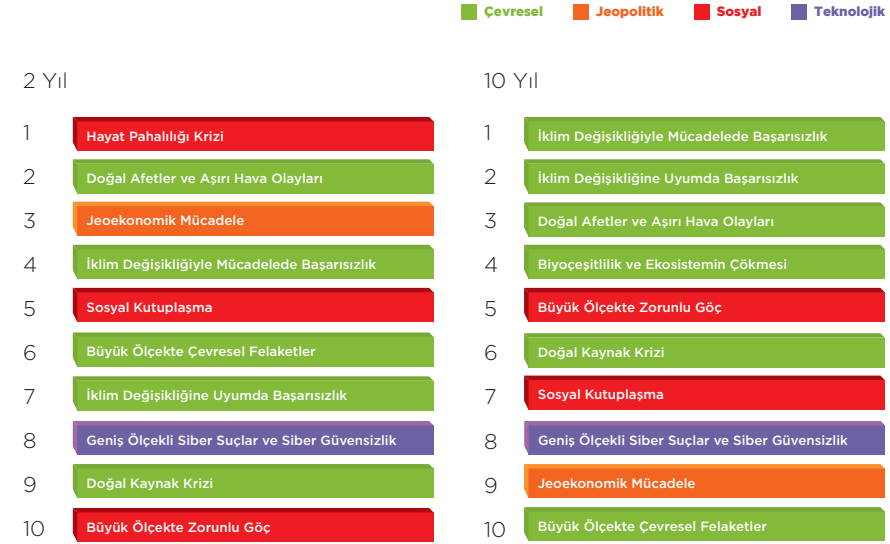 Çevresel Jeopolitik Sosyal Teknolojik
2 Yıl
1 Hayat Pahalılığı Krizi
2 Doğal Afetler ve Aşırı Hava Olayları
3 Jeoekonomik Mücadele
4 İklim Değişikliğiyle Mücadelede Başarısızlık
5 Sosyal Kutuplaşma
6 Büyük Ölçekte Çevresel Felaketler
7 İklim Değişikliğine Uyumda Başarısızlık
8 Geniş Ölçekli Siber Suçlar ve Siber Güvensizlik
9 Doğal Kaynak Krizi
10 Büyük Ölçekte Zorunlu Göç
10 Yıl
1 İklim Değişikliğiyle Mücadelede Başarısızlık
2 İklim Değişikliğine Uyumda Başarısızlık
3 Doğal Afetler ve Aşırı Hava Olayları
4 Biyoçeşitlilik ve Ekosistemin Çökmesi
5 Büyük Ölçekte Zorunlu Göç
6 Doğal Kaynak Krizi
7 Sosyal Kutuplaşma
8 Geniş Ölçekli Siber Suçlar ve Siber Güvensizlik
9 Jeoekonomik Mücadele
10 Büyük Ölçekte Çevresel Felaketler